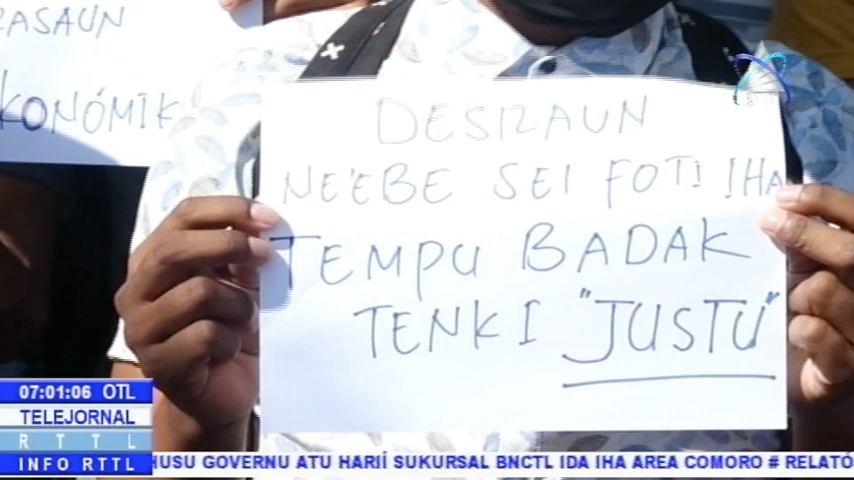 RASAUN
KONÓMIK
DESIZAUN
NE'EBE SEI FOTI IHA
TEMPU BADAK
TENKI "JUSTU"
07:01:06 OTL
TELEJORNAL
RTTL
INFO RTTL
HUSU GOVERNU ATU HARIÍ SUKURSAL BNCTL IDA IHA AREA COMORO # RELATÓ